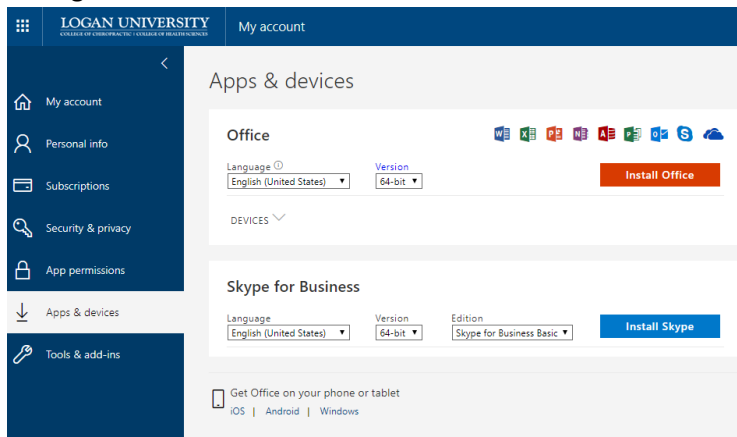 LOGAN UNIVERSITY
COLLEGE OF CHIROPRACTIC | COLLEGE OF HEALTH SCIENCES
My account
My account
Personal info
Subscriptions
Security & privacy
App permissions
Apps & devices
Tools & add-ins
Apps & devices
Office
Language
Version
English (United States)
64-bit
Install Office
DEVICES
Skype for Business
Language
Version
Edition
English (United States)
64-bit
Skype for Business Basic
Install Skype
Get Office on your phone or tablet
iOS | Android | Windows